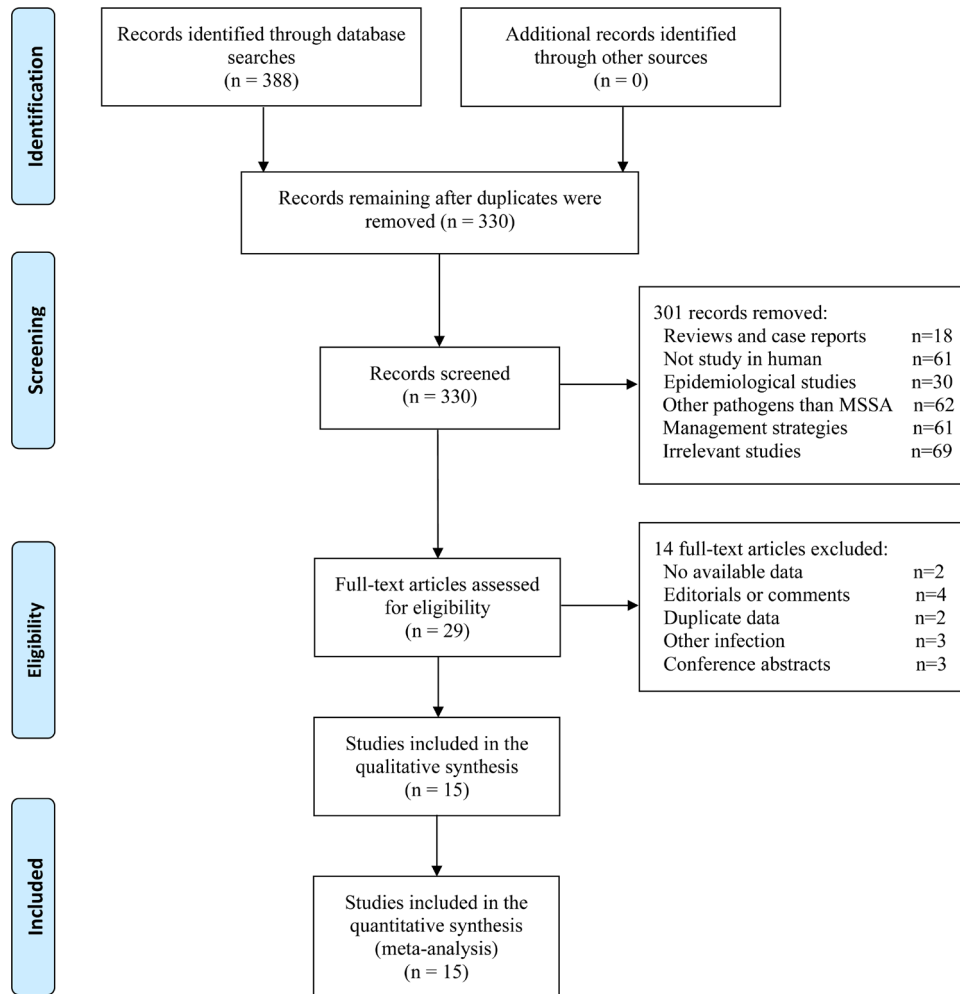 Identification
Records identified through database
searches
(n = 388)
Additional records identified
through other sources
(n = 0)
Records remaining after duplicates were
removed (n = 330)
Screening
Records screened
(n = 330)
301 records removed:
Reviews and case reports n=18
Not study in human n=61
Epidemiological studies n=30
Other pathogens than MSSA n=62
Management strategies n=61
Irrelevant studies n=69
Eligibility
Full-text articles assessed
for eligibility
(n = 29)
14 full-text articles excluded:
No available data n=2
Editorials or comments n=4
Duplicate data n=2
Other infection n=3
Conference abstracts n=3
Studies included in the
qualitative synthesis
(n = 15)
Included
Studies included in the
quantitative synthesis
(meta-analysis)
(n = 15)